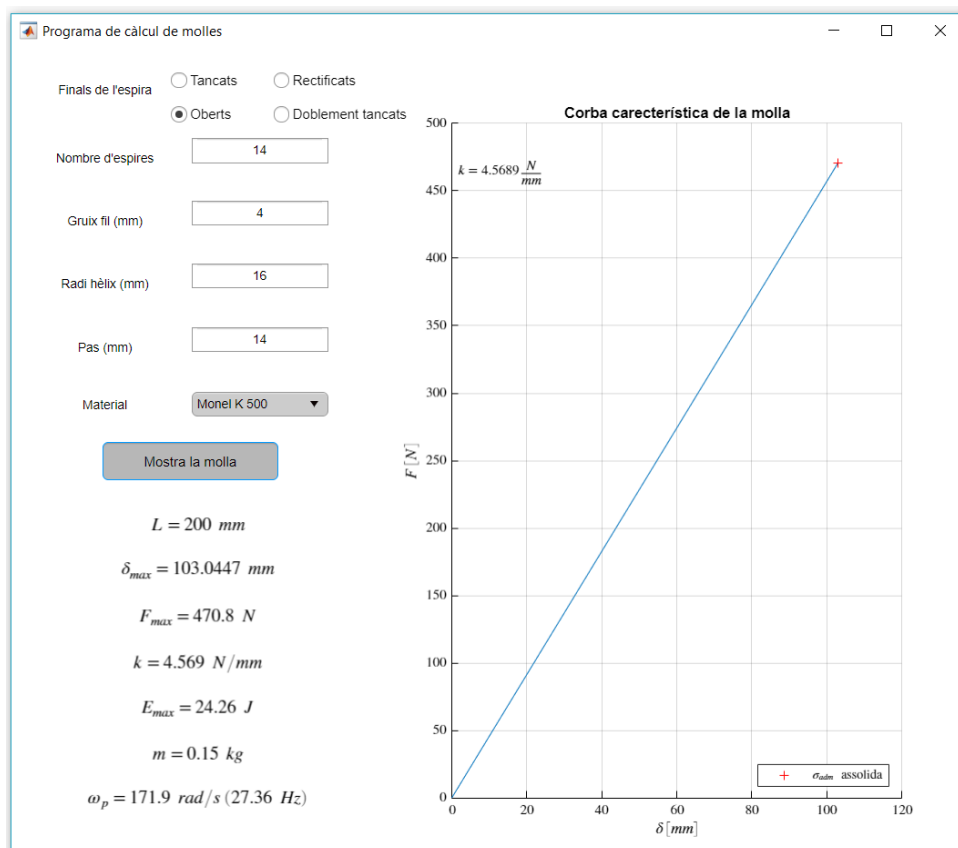 Programa de càlcul de molles
Finals de l'espira
Tancats
Rectificats
Oberts
Doblement tancats
Nombre d'espires
14
Gruix fil (mm)
4
Radi hèlix (mm)
16
Pas (mm)
14
Material
Monel K 500
Mostra la molla
L = 200 mm
δmax = 103.0447 mm
Fmax = 470.8 N
k = 4.569 N/mm
Emax = 24.26 J
m = 0.15 kg
ωp = 171.9 rad/s (27.36 Hz)
Corba carecterística de la molla
k = 4.5689 N/mm
500
450
400
350
300
250
200
150
100
50
0
F [N]
0 20 40 60 80 100 120
δ [mm]
σadm assolida